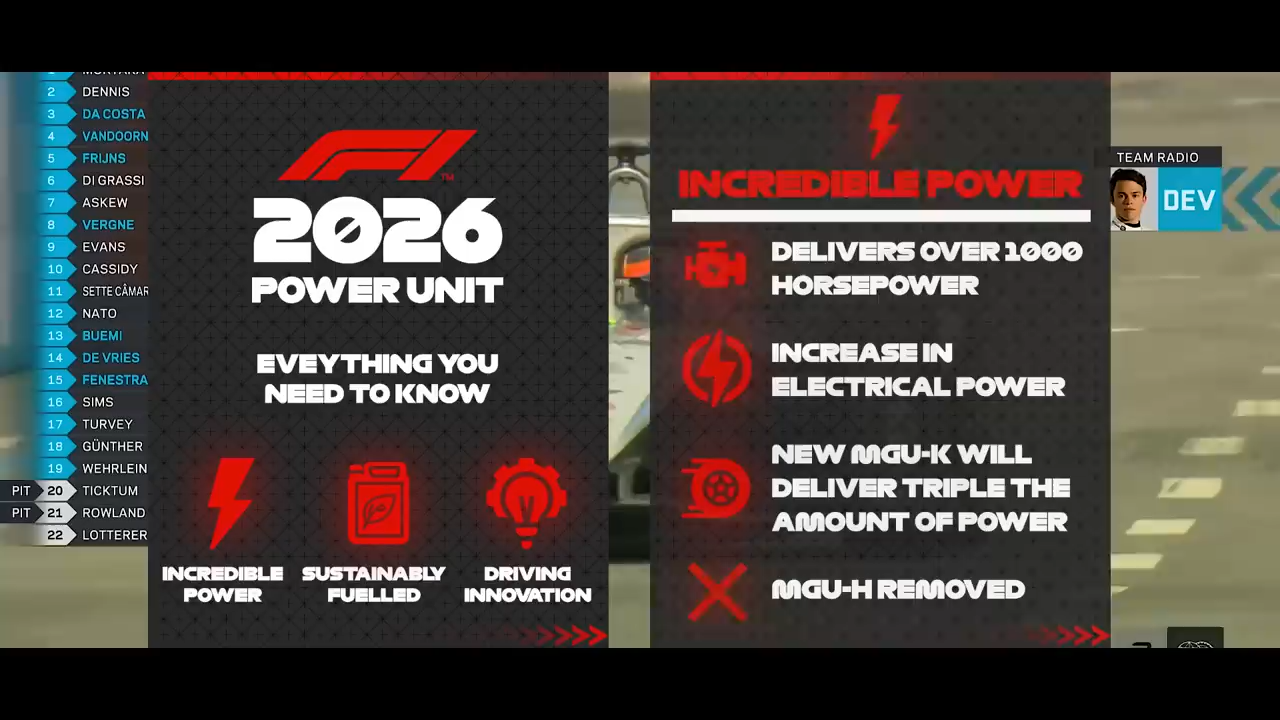 2 DENNIS
3 DA COSTA
4 VANDOORN
5 FRIJNS
6 DI GRASSI
7 ASKEW
8 VERGNE
9 EVANS
10 CASSIDY
11 SETTE CÂMAR
12 NATO
13 BUEMI
14 DE VRIES
15 FENESTRA
16 SIMS
17 TURVEY
18 GÜNTHER
19 WEHRLEIN
PIT 20 TICKTUM
PIT 21 ROWLAND
22 LOTTERER
F1 TM
2026
POWER UNIT
EVEYTHING YOU
NEED TO KNOW
INCREDIBLE
POWER
SUSTAINABLY
FUELLED
DRIVING
INNOVATION
INCREDIBLE POWER
DELIVERS OVER 1000
HORSEPOWER
INCREASE IN
ELECTRICAL POWER
NEW MGU-K WILL
DELIVER TRIPLE THE
AMOUNT OF POWER
MGU-H REMOVED
TEAM RADIO
DEV